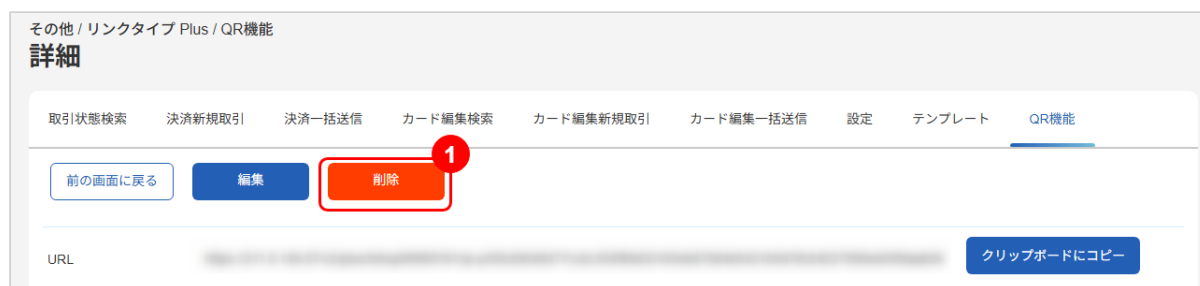 その他 / リンクタイプ Plus / QR機能
詳細
取引状態検索 決済新規取引 決済一括送信 カード編集検索 カード編集新規取引 カード編集一括送信 設定 テンプレート QR機能
1
前の画面に戻る 編集 削除
URL クリップボードにコピー